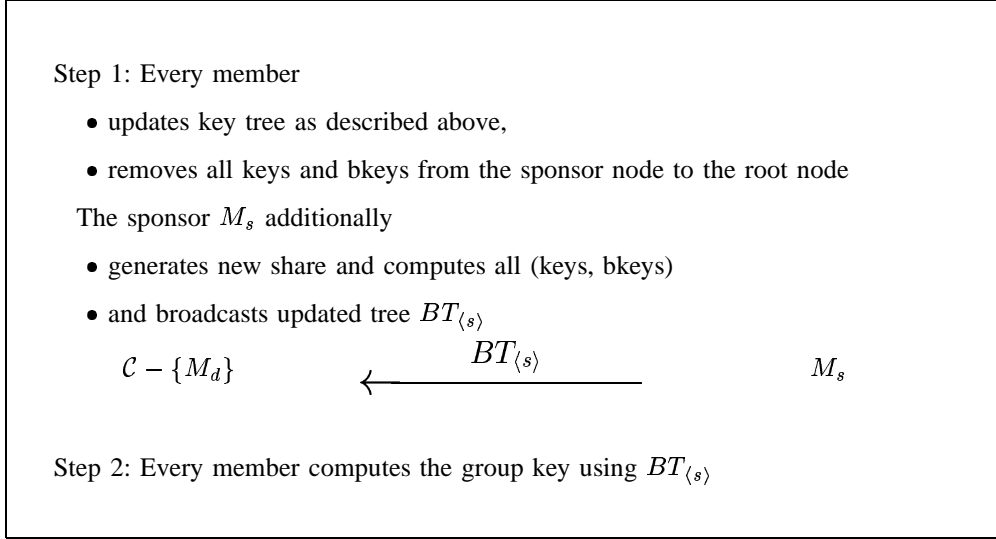 Step 1: Every member
• updates key tree as described above,
• removes all keys and bkeys from the sponsor node to the root node
The sponsor M_s additionally
• generates new share and computes all (keys, bkeys)
• and broadcasts updated tree BT_⟨s⟩
C − {M_d} BT_⟨s⟩ M_s
Step 2: Every member computes the group key using BT_⟨s⟩